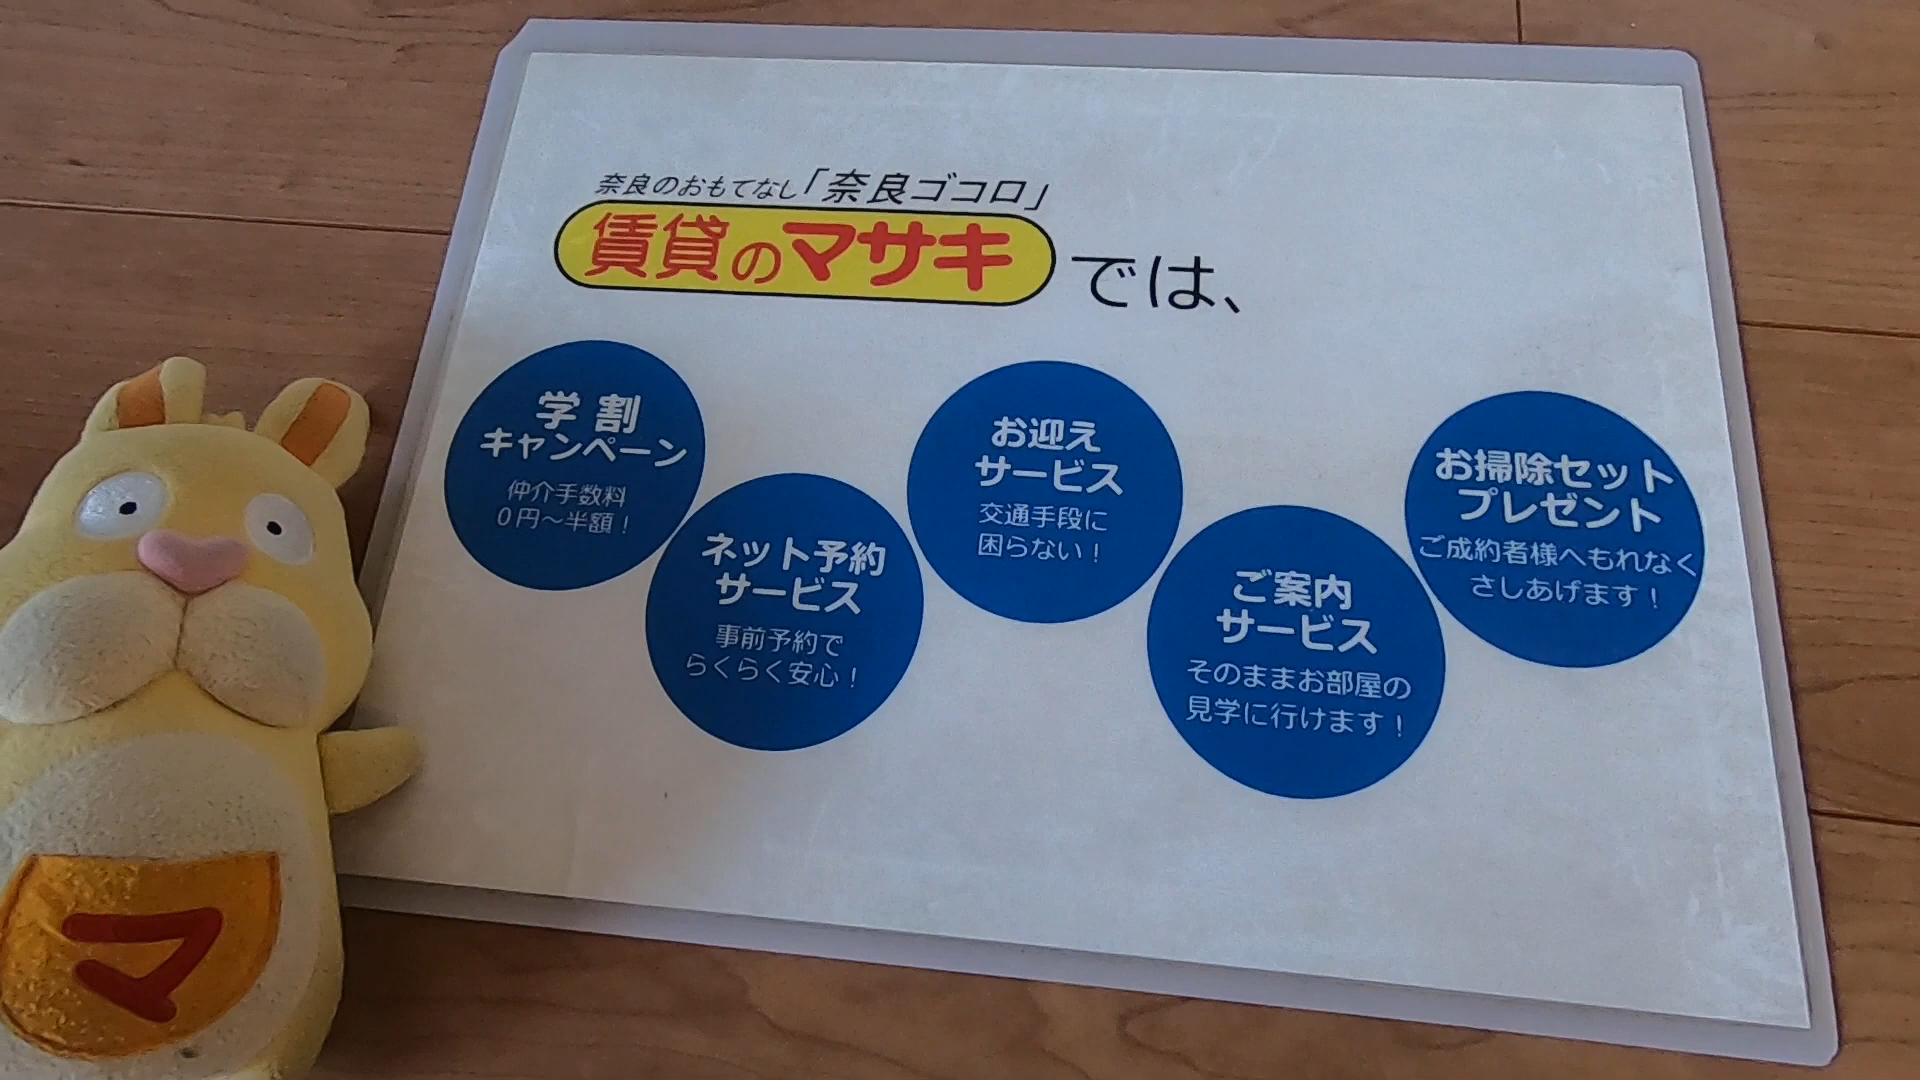 奈良のおもてなし「奈良ゴコロ」
賃貸のマサキでは、
学割
キャンペーン
仲介手数料
0円～半額！
ネット予約
サービス
事前予約で
らくらく安心！
お迎え
サービス
交通手段に
困らない！
ご案内
サービス
そのままお部屋の
見学に行けます！
お掃除セット
プレゼント
ご成約者様へもれなく
さしあげます！
マ